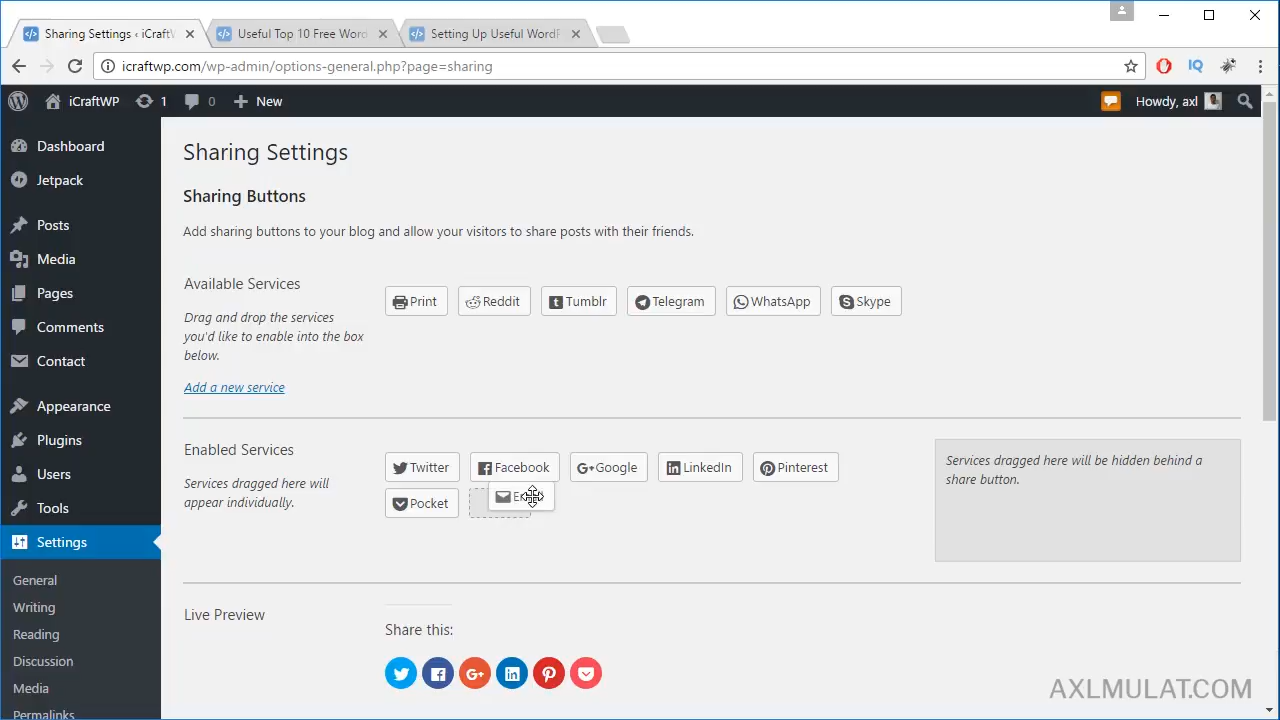 Sharing Settings ‹ iCraftW
Useful Top 10 Free Word
Setting Up Useful WordP
icraftwp.com/wp-admin/options-general.php?page=sharing
IQ
iCraftWP
1
0
New
Howdy, axl
Dashboard
Jetpack
Posts
Media
Pages
Comments
Contact
Appearance
Plugins
Users
Tools
Settings
General
Writing
Reading
Discussion
Media
Permalinks
Sharing Settings
Sharing Buttons
Add sharing buttons to your blog and allow your visitors to share posts with their friends.
Available Services
Drag and drop the services
you'd like to enable into the box
below.
Add a new service
Print
Reddit
Tumblr
Telegram
WhatsApp
Skype
Enabled Services
Services dragged here will
appear individually.
Twitter
Facebook
Google
LinkedIn
Pinterest
Pocket
Services dragged here will be hidden behind a
share button.
Live Preview
Share this:
AXLMULAT.COM